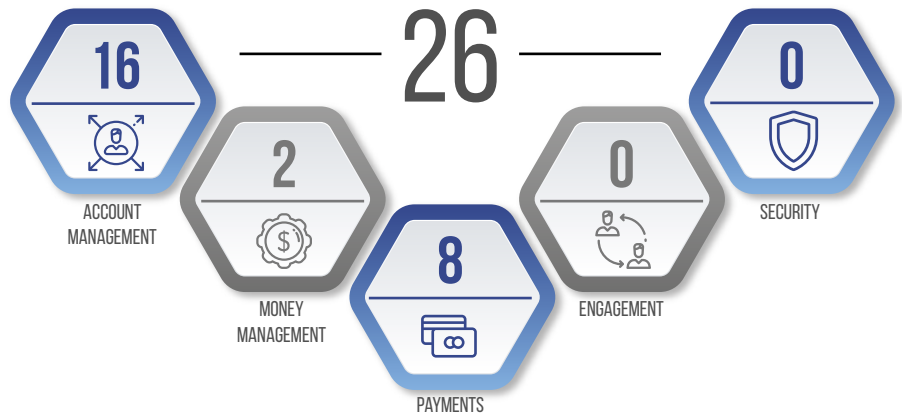 26
16
ACCOUNT
MANAGEMENT
2
$
MONEY
MANAGEMENT
8
PAYMENTS
0
ENGAGEMENT
0
SECURITY